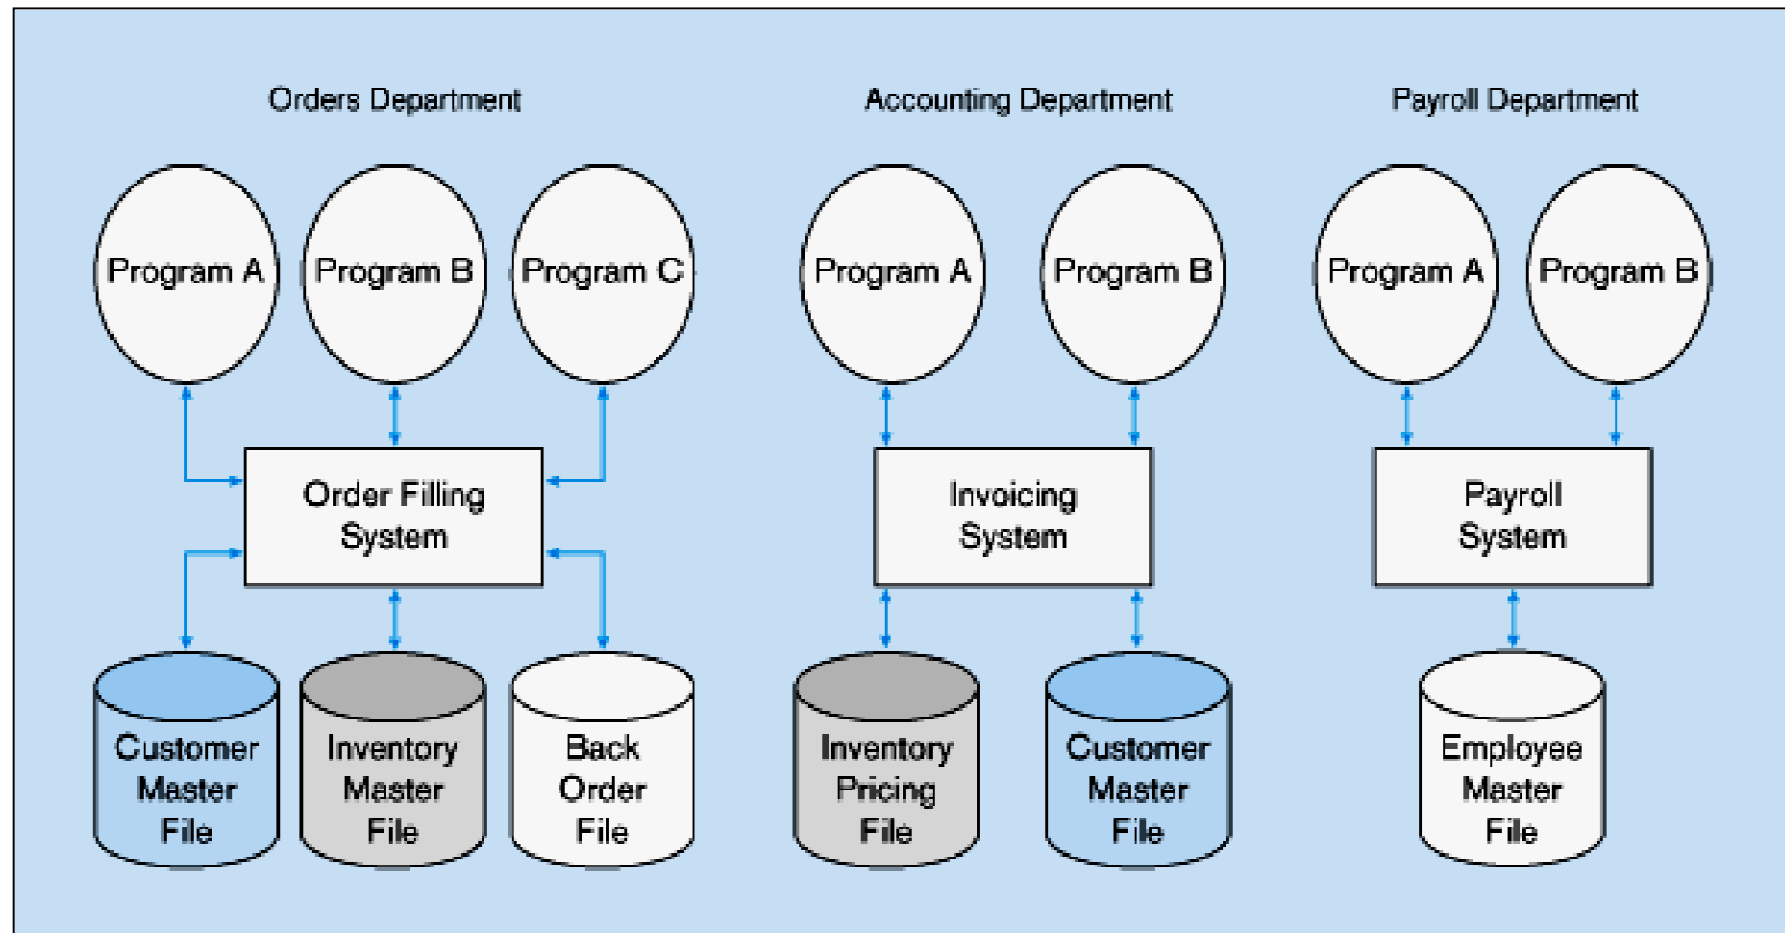 Orders Department
Accounting Department
Payroll Department
Program A
Program B
Program C
Program A
Program B
Program A
Program B
Order Filling
System
Invoicing
System
Payroll
System
Customer
Master
File
Inventory
Master
File
Back
Order
File
Inventory
Pricing
File
Customer
Master
File
Employee
Master
File